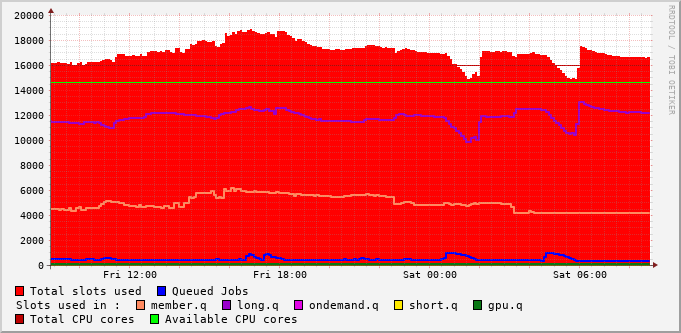 RRDTOOL / TOBI OETIKER
20000
18000
16000
14000
12000
10000
8000
6000
4000
2000
0
Fri 12:00 Fri 18:00 Sat 00:00 Sat 06:00
Total slots used Queued Jobs
Slots used in : member.q long.q ondemand.q short.q gpu.q
Total CPU cores Available CPU cores